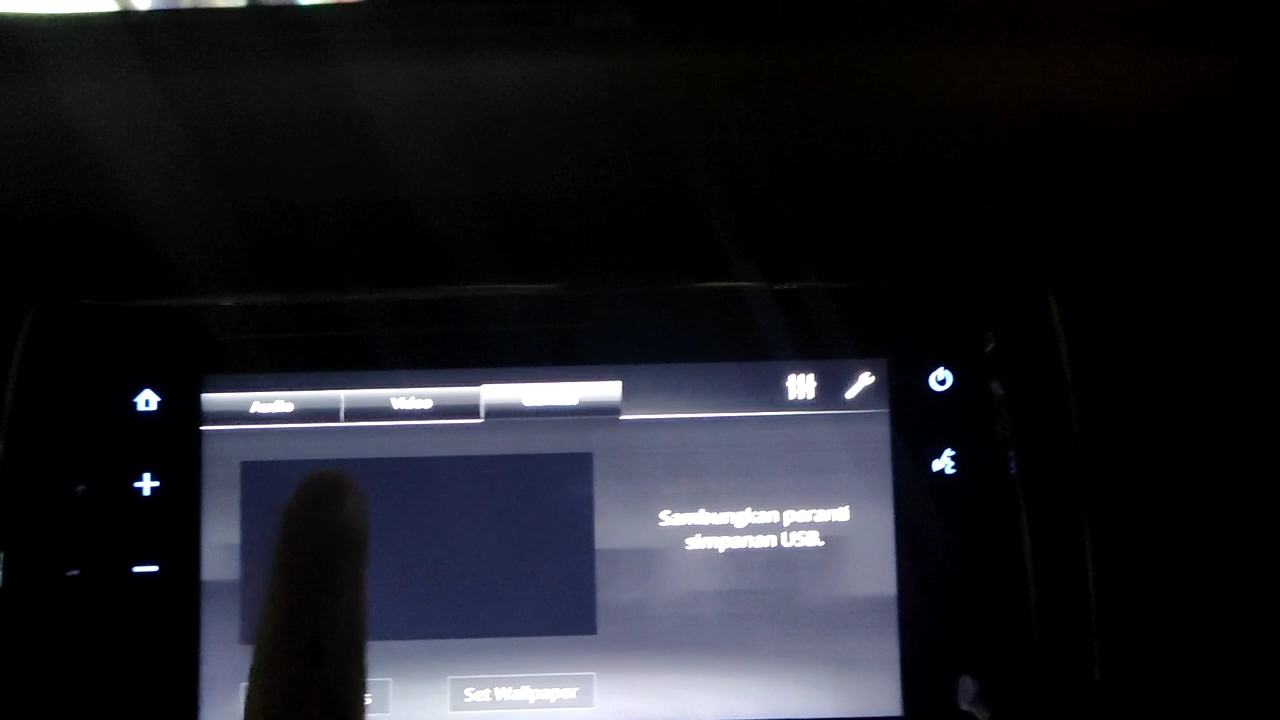 Audio
Video
Sambungkan peranti
simpanan USB.
Set Wallpaper